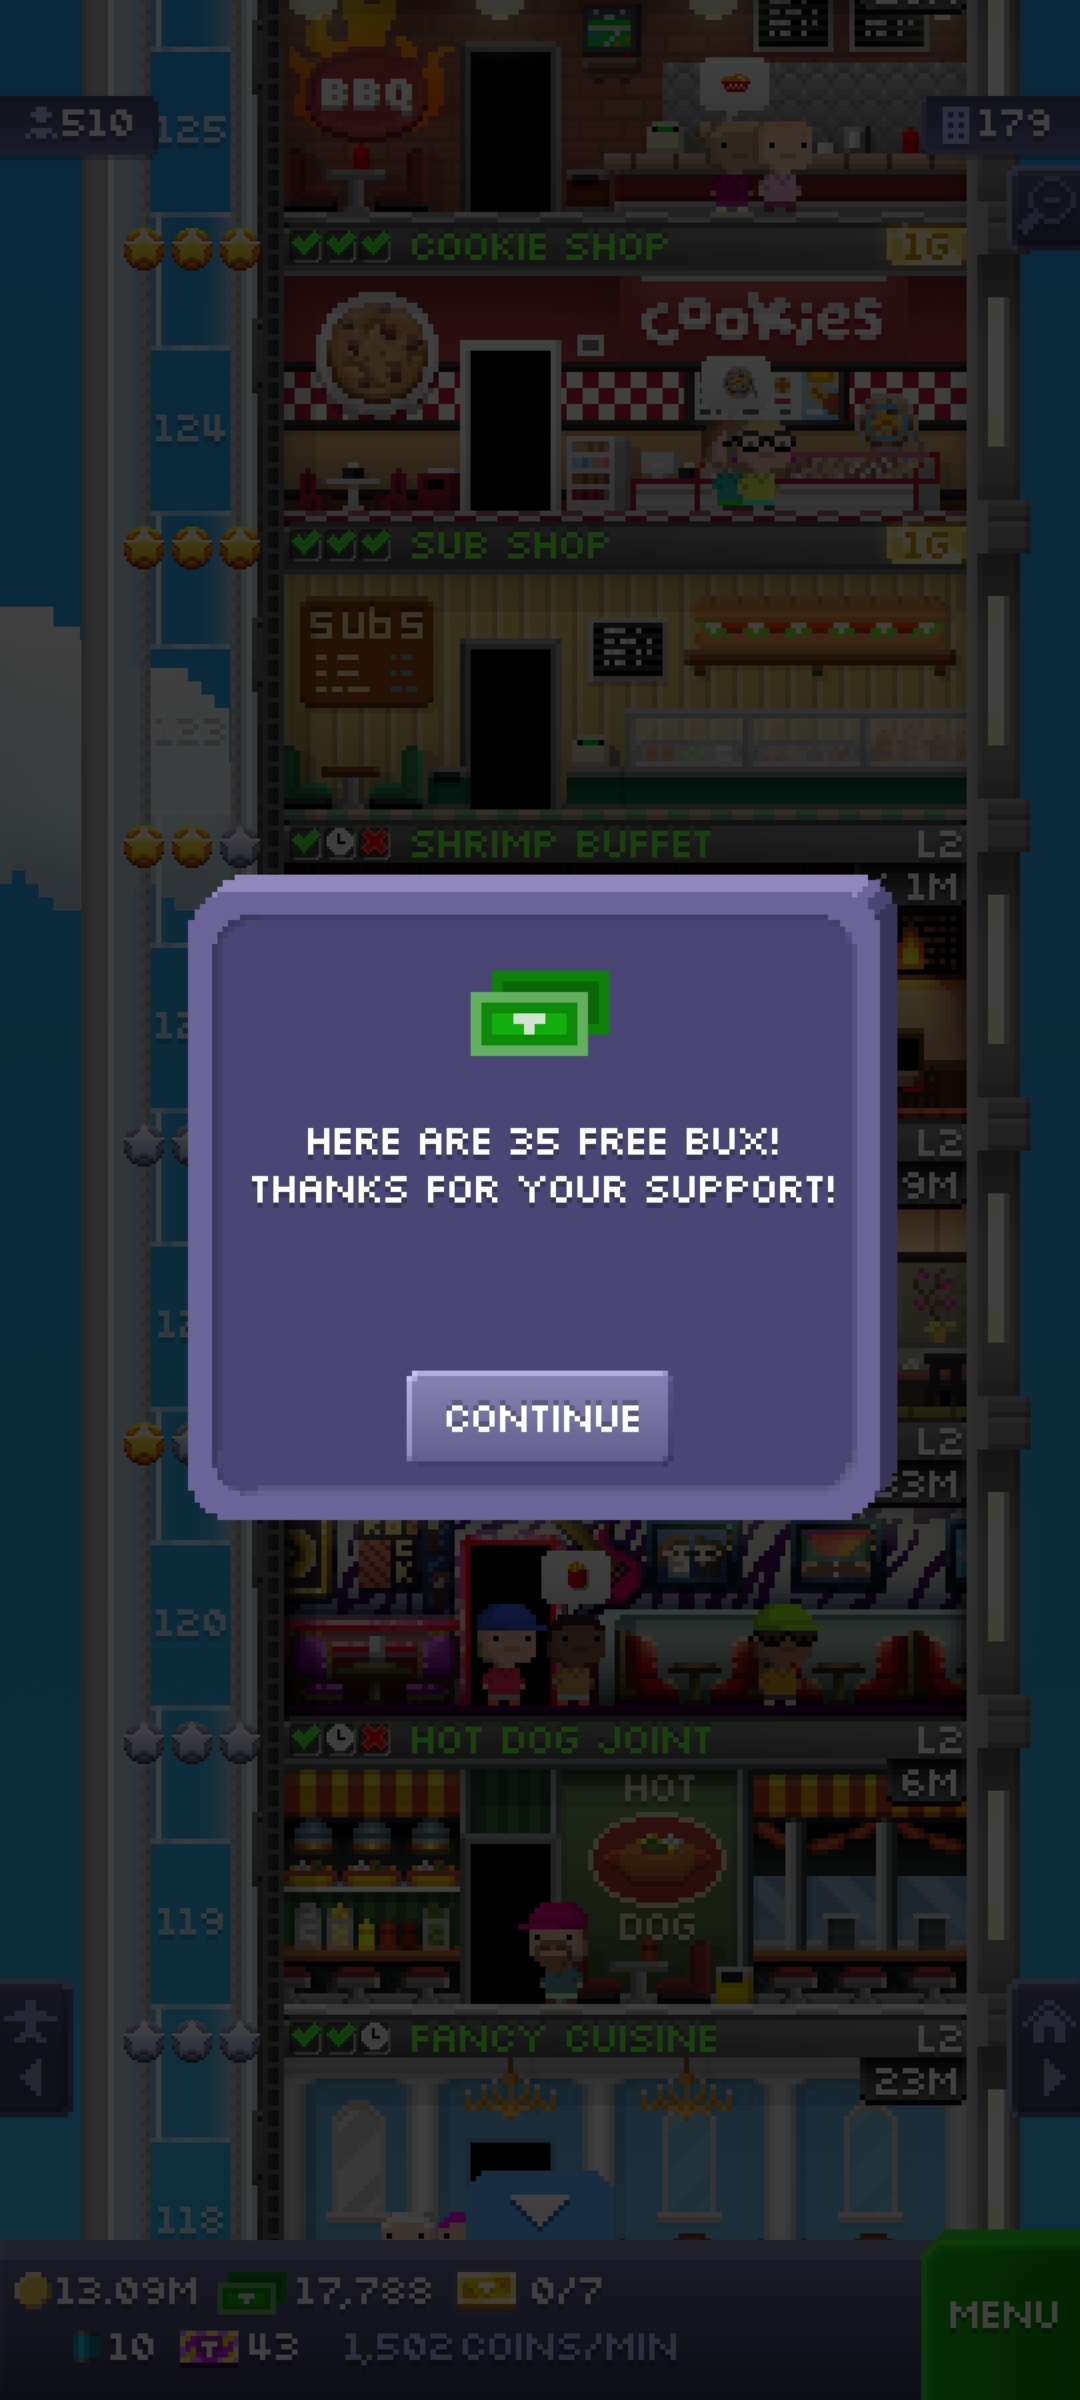 BBQ
510
125
179
COOKIE SHOP
1G
cookies
124
SUB SHOP
1G
subs
123
SHRIMP BUFFET
L2
1M
L2
9M
HERE ARE 35 FREE BUX!
THANKS FOR YOUR SUPPORT!
CONTINUE
L2
120
HOT DOG JOINT
L2
6M
HOT
DOG
119
FANCY CUISINE
L2
23M
118
13.09M 17,788 0/7
10 43 1,502 COINS/MIN
MENU